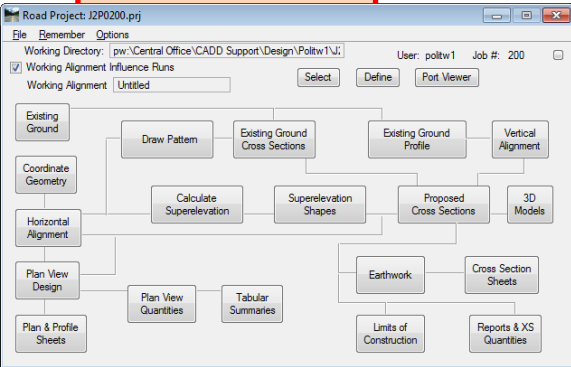 Road Project: J2P0200.prj
File Remember Options
Working Directory: pw:\Central Office\CADD Support\Design\Politw1\J2
User: politw1 Job #: 200
Working Alignment Influence Runs
Select Define Port Viewer
Working Alignment Untitled
Existing
Ground
Draw Pattern
Existing Ground
Cross Sections
Existing Ground
Profile
Vertical
Alignment
Coordinate
Geometry
Calculate
Superelevation
Superelevation
Shapes
Proposed
Cross Sections
3D
Models
Horizontal
Alignment
Plan View
Design
Earthwork
Cross Section
Sheets
Plan View
Quantities
Tabular
Summaries
Plan & Profile
Sheets
Limits of
Construction
Reports & XS
Quantities